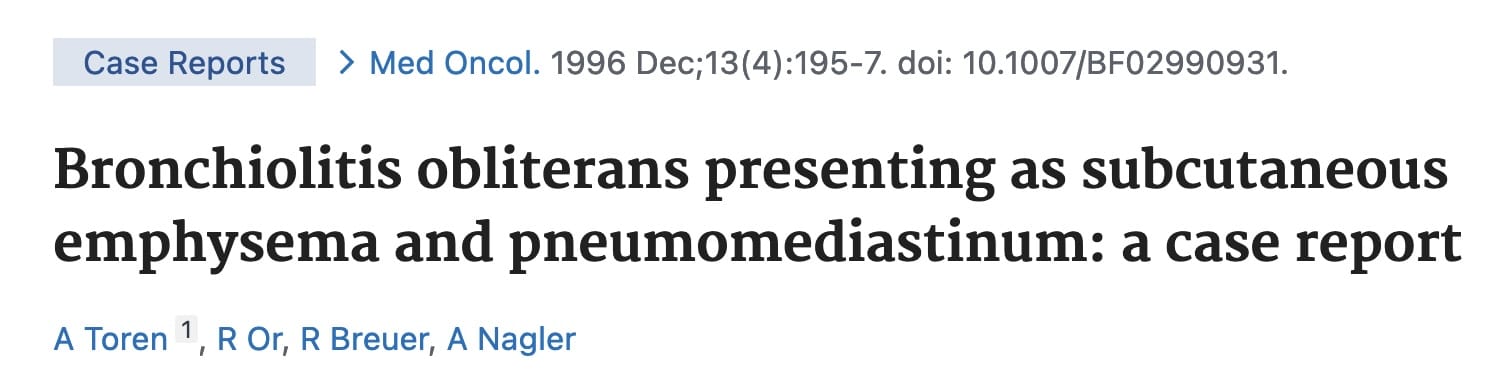 Case Reports > Med Oncol. 1996 Dec;13(4):195-7. doi: 10.1007/BF02990931.
Bronchiolitis obliterans presenting as subcutaneous
emphysema and pneumomediastinum: a case report
A Toren 1, R Or, R Breuer, A Nagler